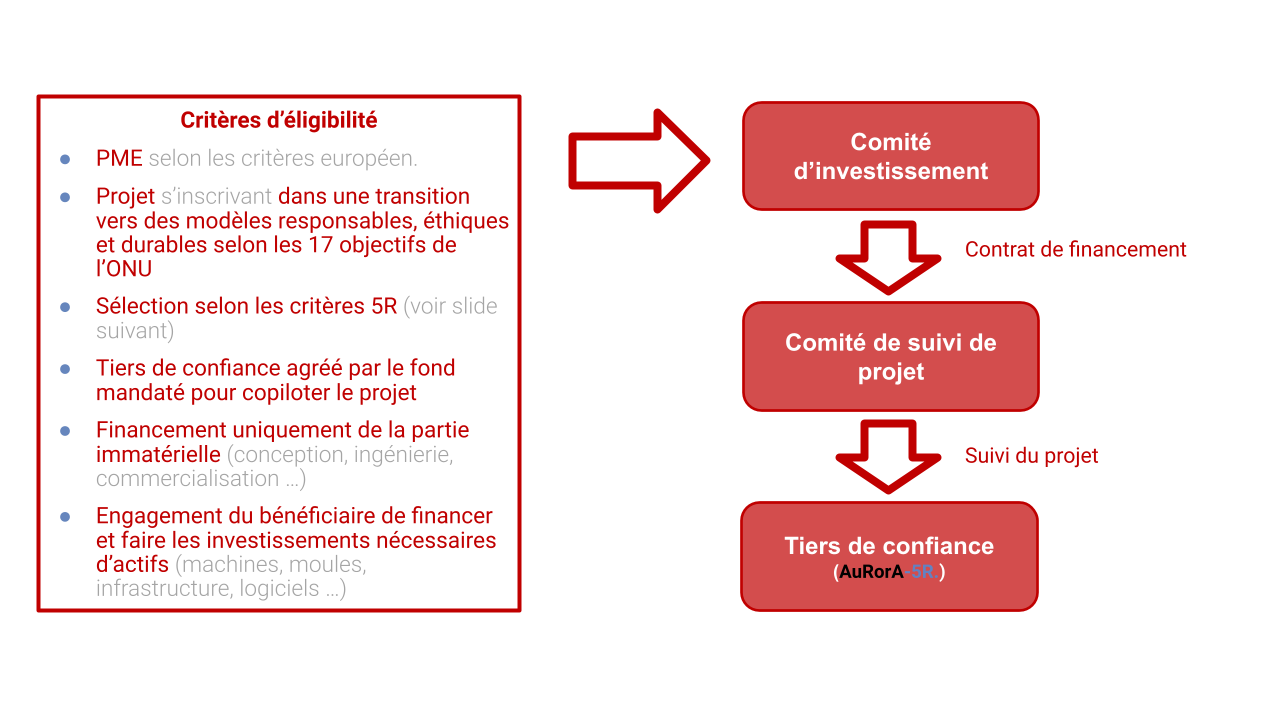 Critères d’éligibilité
● PME selon les critères européen.
● Projet s’inscrivant dans une transition
vers des modèles responsables, éthiques
et durables selon les 17 objectifs de
l’ONU
● Sélection selon les critères 5R (voir slide
suivant)
● Tiers de confiance agréé par le fond
mandaté pour copiloter le projet
● Financement uniquement de la partie
immatérielle (conception, ingénierie,
commercialisation …)
● Engagement du bénéficiaire de financer
et faire les investissements nécessaires
d’actifs (machines, moules,
infrastructure, logiciels …)
Comité
d’investissement
Contrat de financement
Comité de suivi de
projet
Suivi du projet
Tiers de confiance
(AuRorA-5R.)